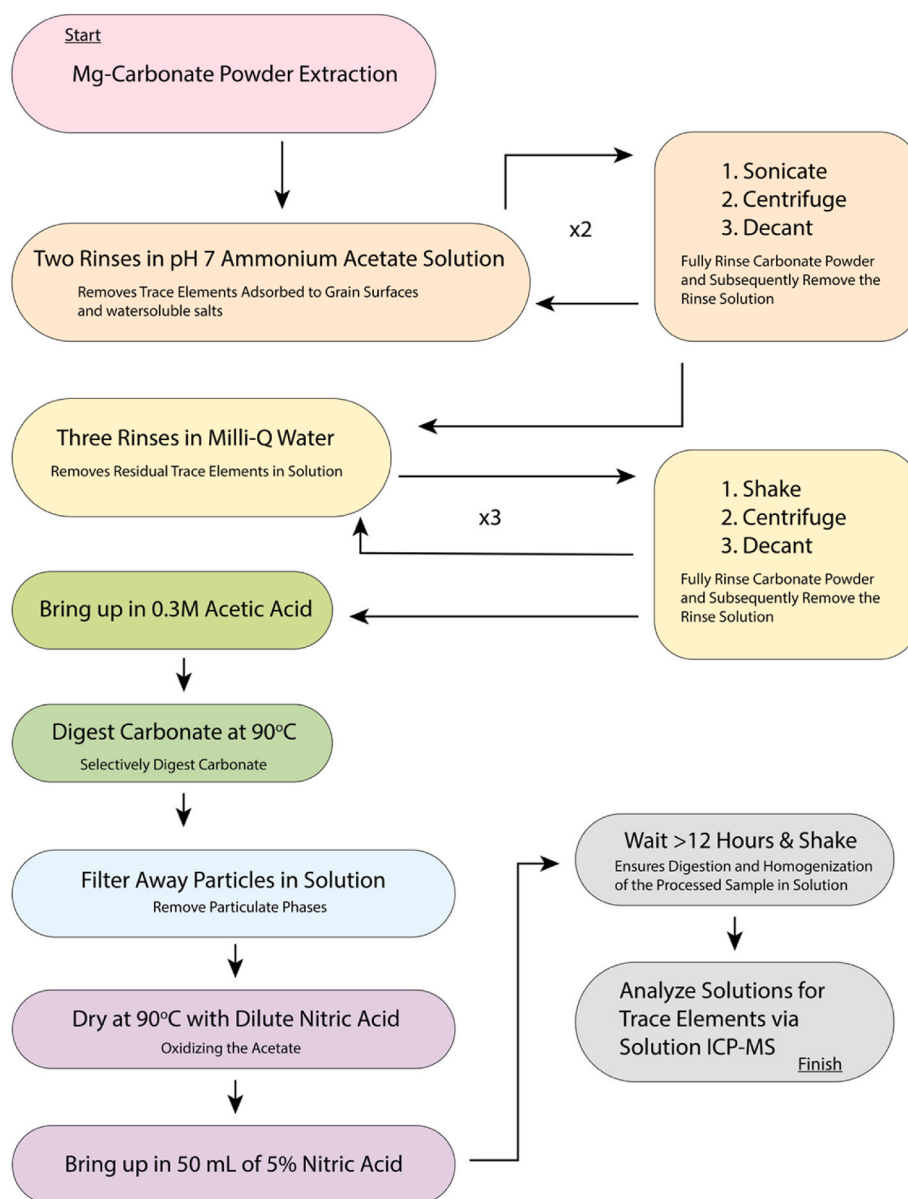 Start
Mg-Carbonate Powder Extraction
Two Rinses in pH 7 Ammonium Acetate Solution
Removes Trace Elements Adsorbed to Grain Surfaces
and watersoluble salts
x2
1. Sonicate
2. Centrifuge
3. Decant
Fully Rinse Carbonate Powder
and Subsequently Remove the
Rinse Solution
Three Rinses in Milli-Q Water
Removes Residual Trace Elements in Solution
x3
1. Shake
2. Centrifuge
3. Decant
Fully Rinse Carbonate Powder
and Subsequently Remove the
Rinse Solution
Bring up in 0.3M Acetic Acid
Digest Carbonate at 90°C
Selectively Digest Carbonate
Filter Away Particles in Solution
Remove Particulate Phases
Dry at 90°C with Dilute Nitric Acid
Oxidizing the Acetate
Bring up in 50 mL of 5% Nitric Acid
Wait >12 Hours & Shake
Ensures Digestion and Homogenization
of the Processed Sample in Solution
Analyze Solutions for
Trace Elements via
Solution ICP-MS
Finish